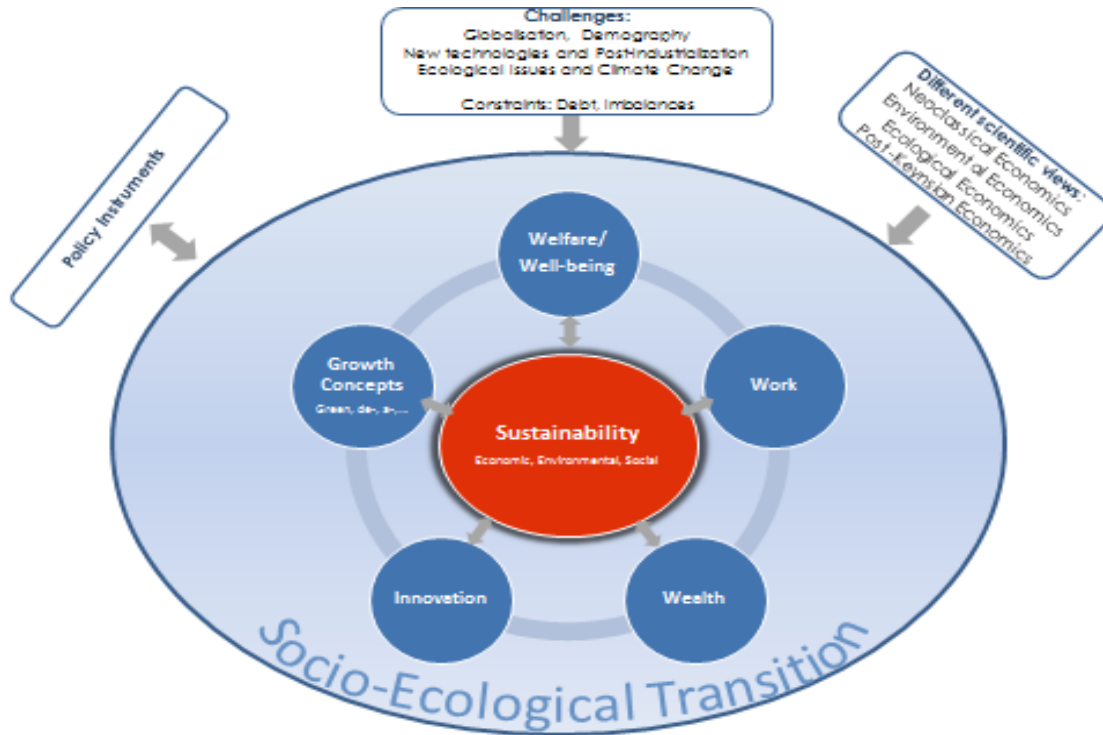 Challenges:
Globalisation, Demography
New technologies and Post-Industrialization
Ecological Issues and Climate Change
Constraints: Debt, Imbalances
Different scientific views:
Neoclassical Economics
Environmental Economics
Ecological Economics
Post-Keynsian Economics
Policy Instruments
Welfare/
Well-being
Growth
Concepts
Green, de-, a-,...
Work
Sustainability
Economic, Environmental, Social
Innovation
Wealth
Socio-Ecological Transition